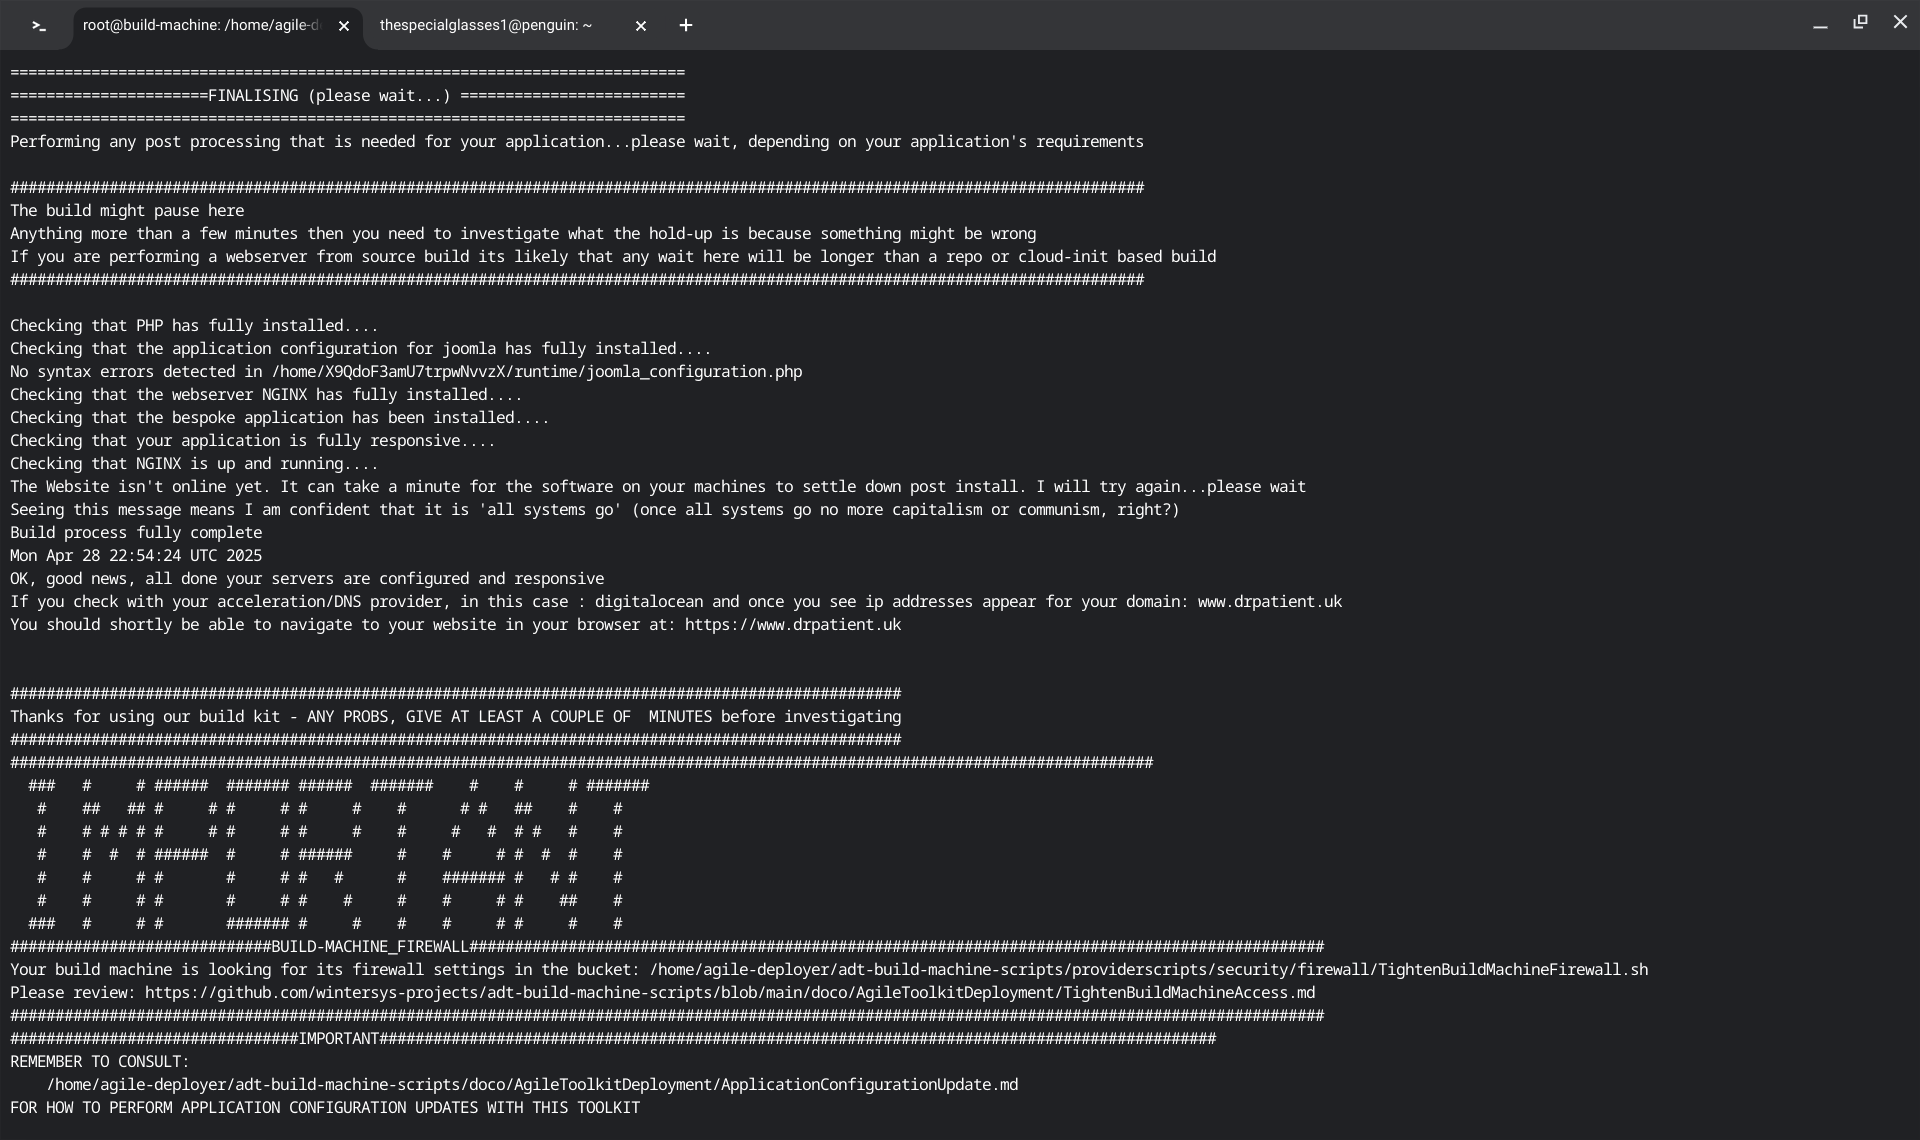 root@build-machine: /home/agile-d
thespecialglasses1@penguin: ~
===========================================================================
======================FINALISING (please wait...) =========================
===========================================================================
Performing any post processing that is needed for your application...please wait, depending on your application's requirements
##############################################################################################################################
The build might pause here
Anything more than a few minutes then you need to investigate what the hold-up is because something might be wrong
If you are performing a webserver from source build its likely that any wait here will be longer than a repo or cloud-init based build
##############################################################################################################################
Checking that PHP has fully installed....
Checking that the application configuration for joomla has fully installed....
No syntax errors detected in /home/X9QdoF3amU7trpwNvvzX/runtime/joomla_configuration.php
Checking that the webserver NGINX has fully installed....
Checking that the bespoke application has been installed....
Checking that your application is fully responsive....
Checking that NGINX is up and running....
The Website isn't online yet. It can take a minute for the software on your machines to settle down post install. I will try again...please wait
Seeing this message means I am confident that it is 'all systems go' (once all systems go no more capitalism or communism, right?)
Build process fully complete
Mon Apr 28 22:54:24 UTC 2025
OK, good news, all done your servers are configured and responsive
If you check with your acceleration/DNS provider, in this case : digitalocean and once you see ip addresses appear for your domain: www.drpatient.uk
You should shortly be able to navigate to your website in your browser at: https://www.drpatient.uk
###################################################################################################
Thanks for using our build kit - ANY PROBS, GIVE AT LEAST A COUPLE OF  MINUTES before investigating
###################################################################################################
###############################################################################################################################
IMPORTANT
#############################BUILD-MACHINE_FIREWALL###############################################################################################
Your build machine is looking for its firewall settings in the bucket: /home/agile-deployer/adt-build-machine-scripts/providerscripts/security/firewall/TightenBuildMachineFirewall.sh
Please review: https://github.com/wintersys-projects/adt-build-machine-scripts/blob/main/doco/AgileToolkitDeployment/TightenBuildMachineAccess.md
##################################################################################################################################################
################################IMPORTANT#############################################################################################
REMEMBER TO CONSULT:
/home/agile-deployer/adt-build-machine-scripts/doco/AgileToolkitDeployment/ApplicationConfigurationUpdate.md
FOR HOW TO PERFORM APPLICATION CONFIGURATION UPDATES WITH THIS TOOLKIT